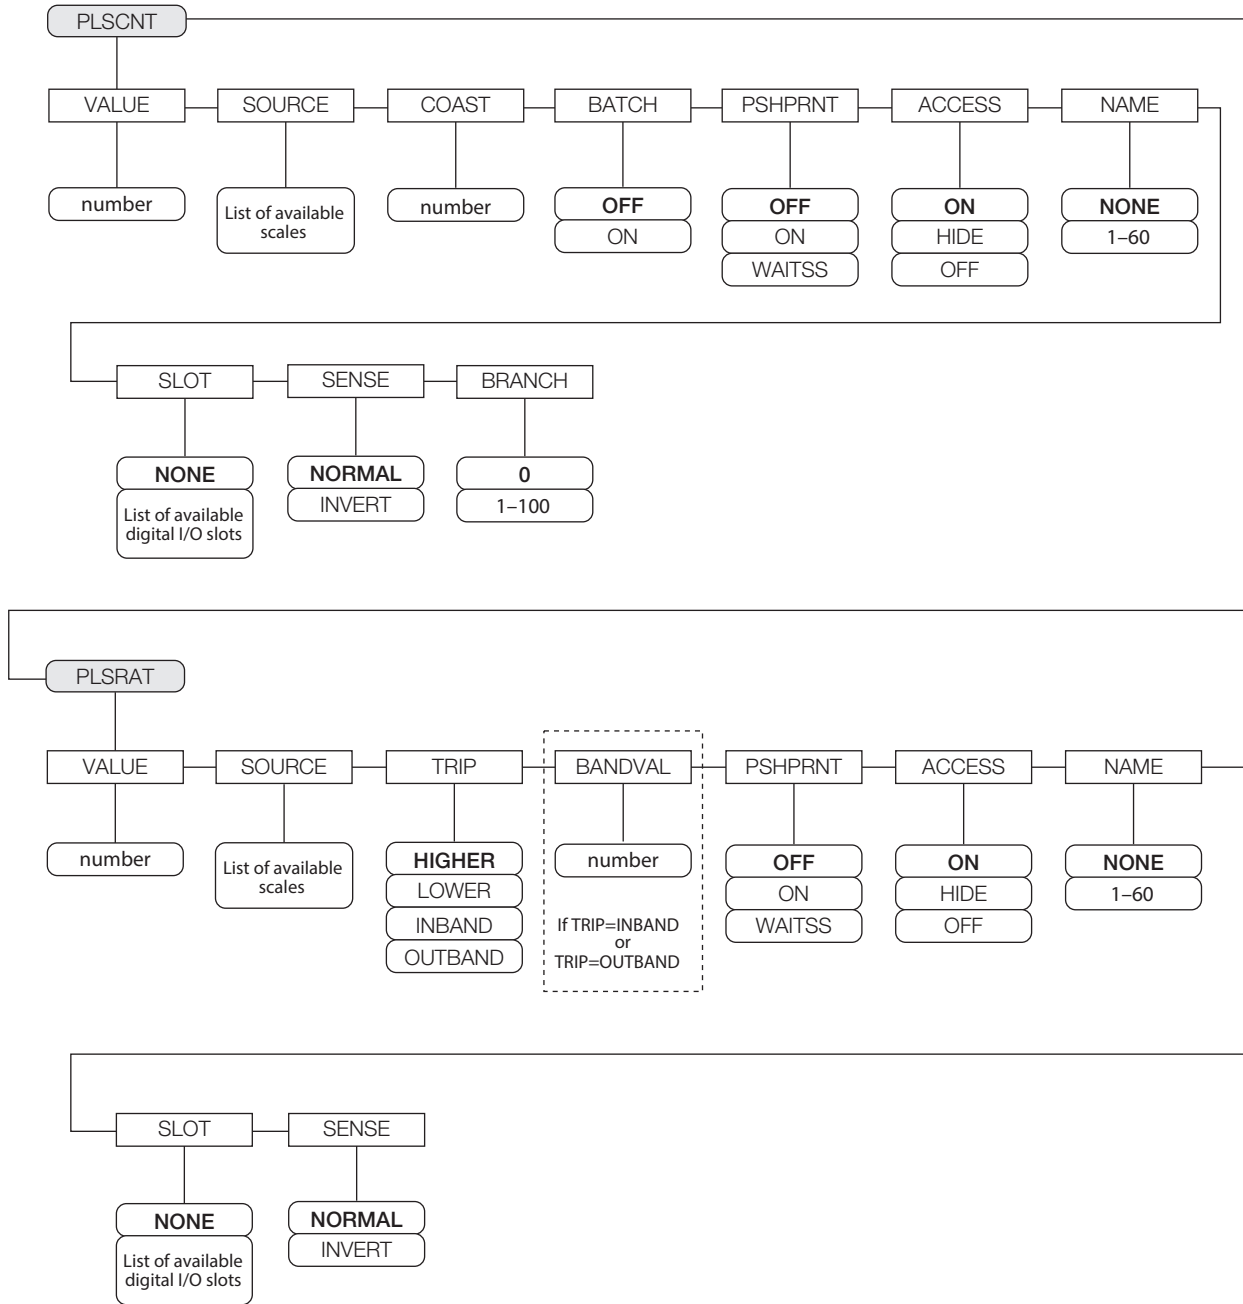 PLSCNT
VALUE SOURCE COAST BATCH PSHPRNT ACCESS NAME
number
List of available
scales
number
OFF
ON
OFF
ON
WAITSS
ON
HIDE
OFF
NONE
1–60
SLOT SENSE BRANCH
NONE
List of available
digital I/O slots
NORMAL
INVERT
0
1–100
PLSRAT
VALUE SOURCE TRIP BANDVAL PSHPRNT ACCESS NAME
number
List of available
scales
HIGHER
LOWER
INBAND
OUTBAND
number
If TRIP=INBAND
or
TRIP=OUTBAND
OFF
ON
WAITSS
ON
HIDE
OFF
NONE
1–60
SLOT SENSE
NONE
List of available
digital I/O slots
NORMAL
INVERT